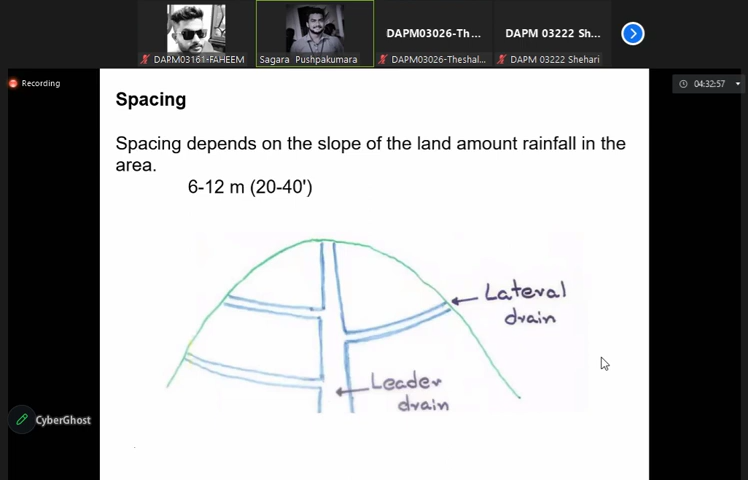 DAPM03026-Th...
DAPM 03222 Sh...
DAPM03161-FAHEEM
Sagara Pushpakumara
DAPM03026-Theshal...
DAPM 03222 Shehari
Recording
04:32:57
Spacing
Spacing depends on the slope of the land amount rainfall in the
area.
6-12 m (20-40')
Lateral
drain
Leader
drain
CyberGhost